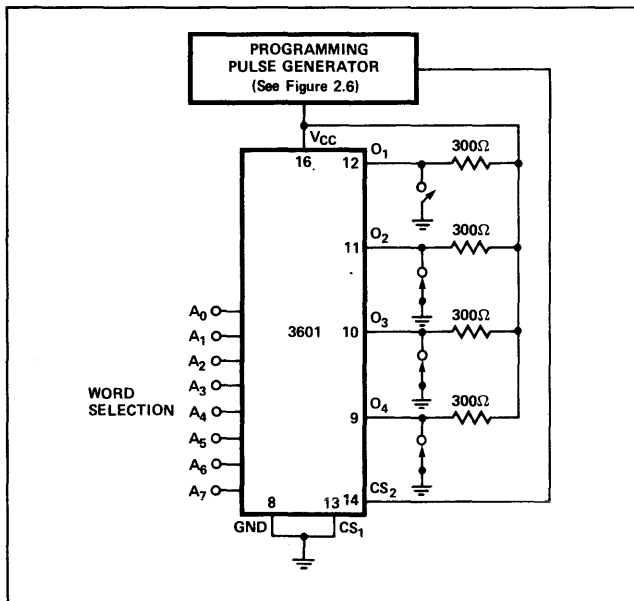 PROGRAMMING
PULSE GENERATOR
(See Figure 2.6)
VCC
16
12 O1 300Ω
11 O2 300Ω
10 O3 300Ω
9 O4 300Ω
3601
WORD
SELECTION
A0
A1
A2
A3
A4
A5
A6
A7
8 13 14 CS2
GND CS1